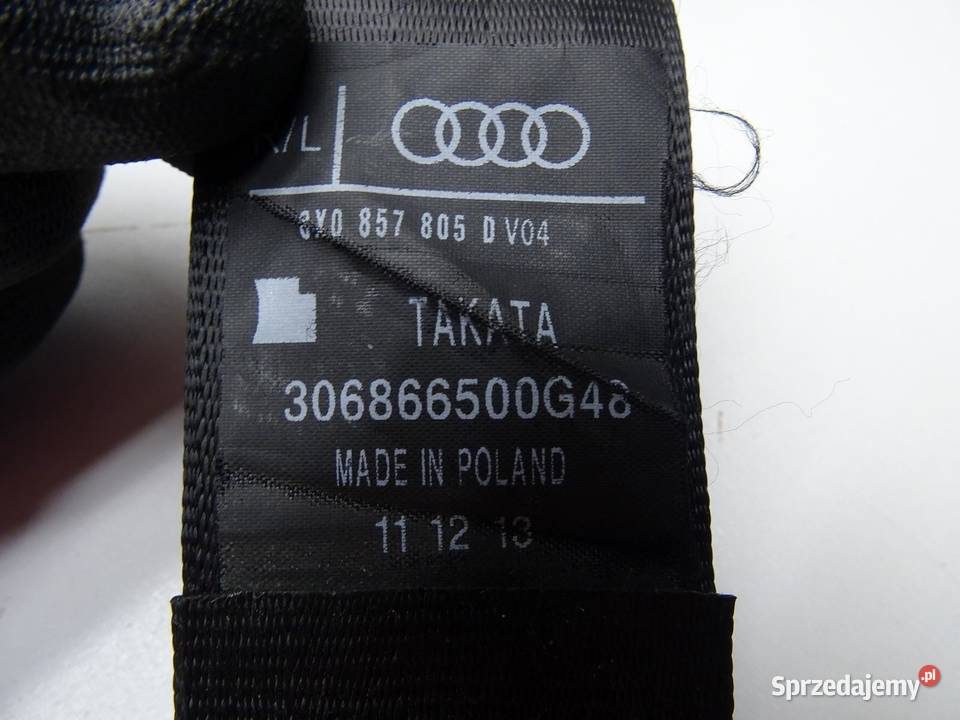 /L
8X0 857 805 D V04
TAKATA
306866500G48
MADE IN POLAND
11 12 13
Sprzedajemy.pl